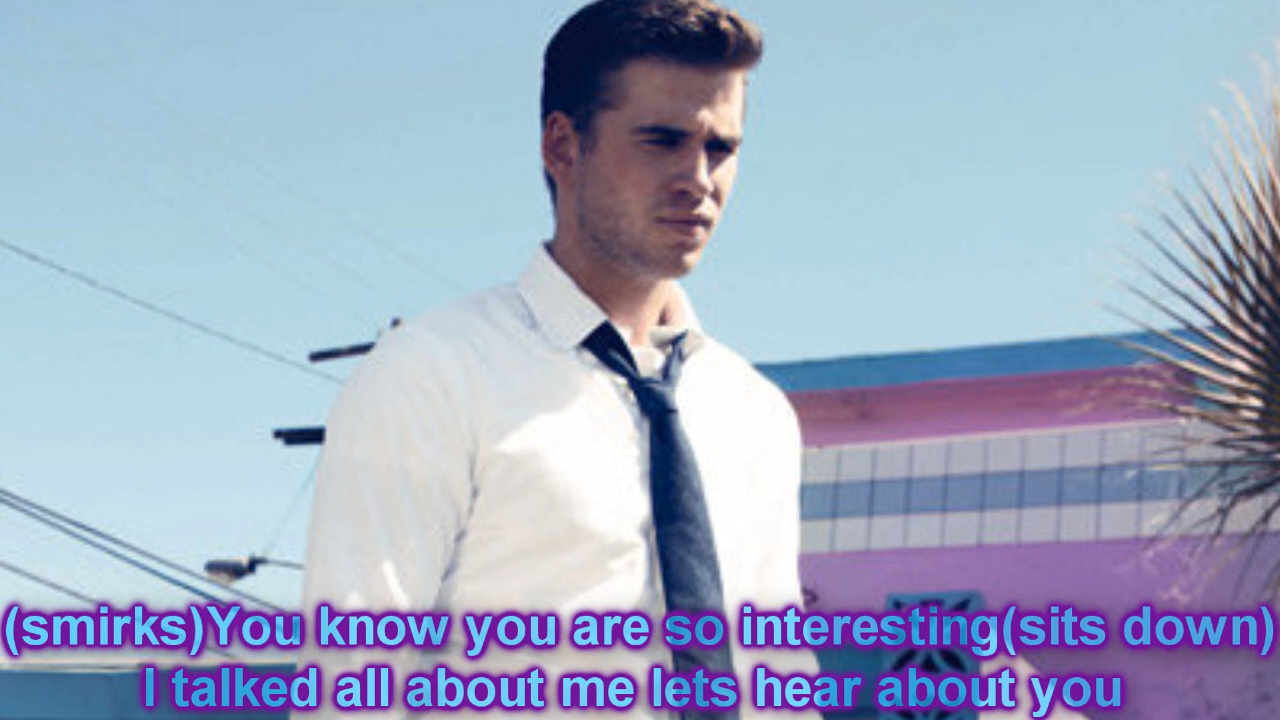 (smirks)You know you are so interesting(sits down)
I talked all about me lets hear about you